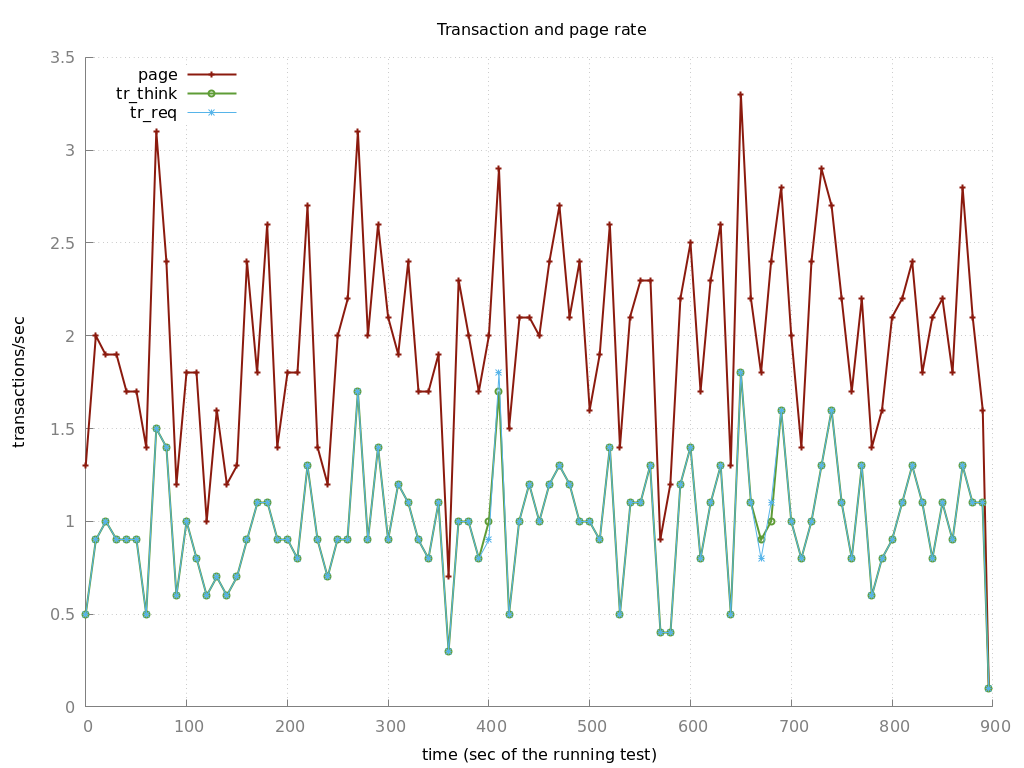 Transaction and page rate
3.5
3
2.5
2
1.5
1
0.5
0
page
tr_think
tr_req
transactions/sec
0 100 200 300 400 500 600 700 800 900
time (sec of the running test)